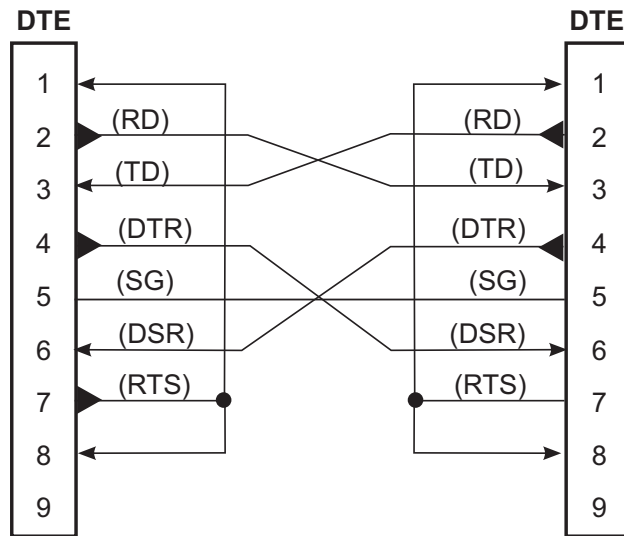 DTE DTE
1 1
2 (RD) (RD) 2
3 (TD) (TD) 3
4 (DTR) (DTR) 4
5 (SG) (SG) 5
6 (DSR) (DSR) 6
7 (RTS) (RTS) 7
8 8
9 9